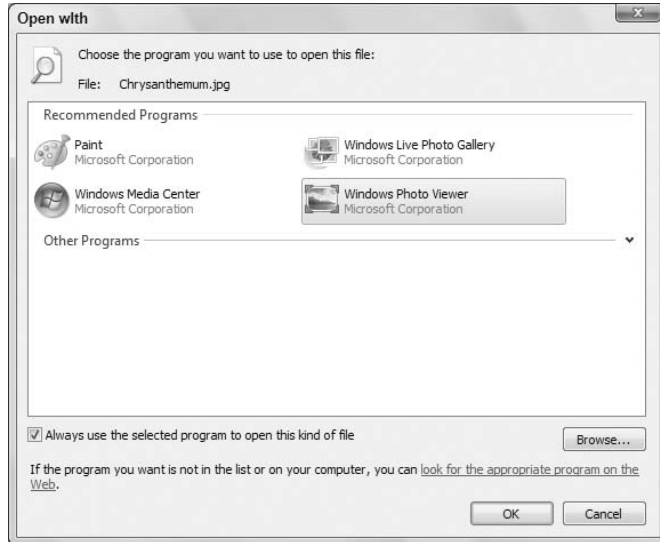 Open with
Choose the program you want to use to open this file:
File: Chrysanthemum.jpg
Recommended Programs
Paint
Microsoft Corporation
Windows Live Photo Gallery
Microsoft Corporation
Windows Media Center
Microsoft Corporation
Windows Photo Viewer
Microsoft Corporation
Other Programs
Always use the selected program to open this kind of file
Browse...
If the program you want is not in the list or on your computer, you can look for the appropriate program on the
Web.
OK
Cancel